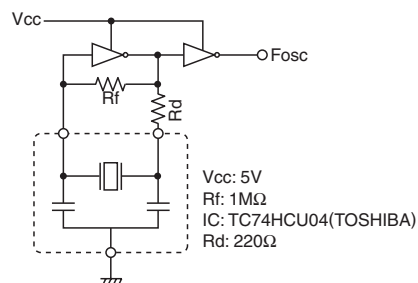 Vcc
Fosc
Rf
Rd
Vcc: 5V
Rf: 1MΩ
IC: TC74HCU04(TOSHIBA)
Rd: 220Ω